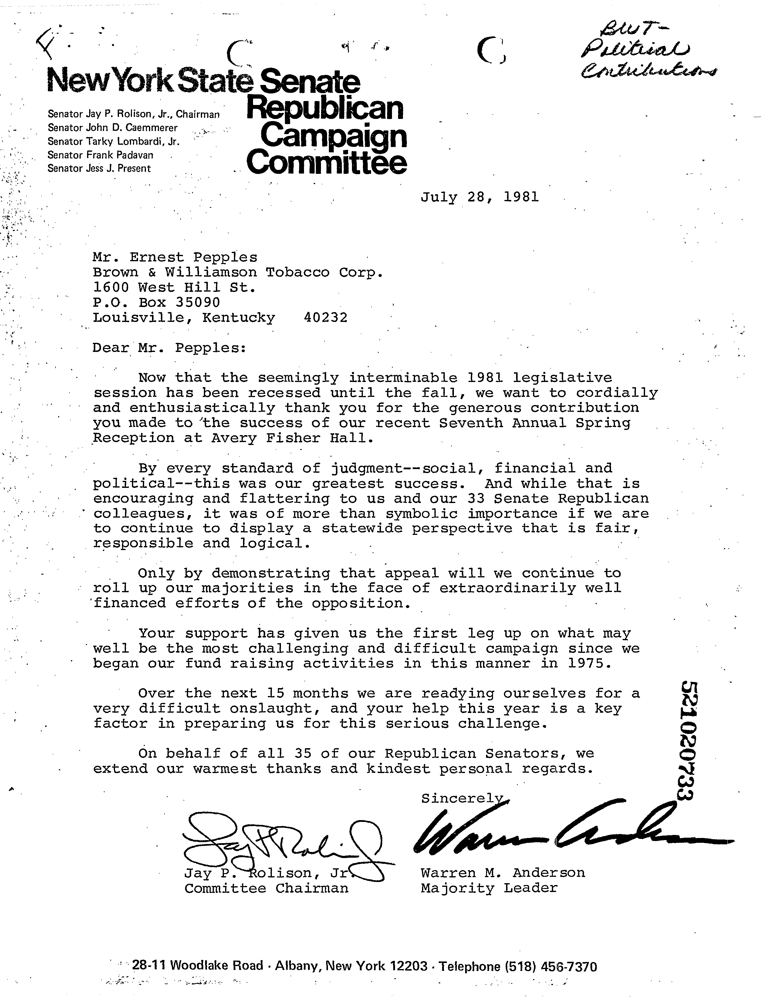 B&WT-
Political
Contributions
New York State Senate
Republican
Campaign
Committee
Senator Jay P. Rolison, Jr., Chairman
Senator John D. Caemmerer
Senator Tarky Lombardi, Jr.
Senator Frank Padavan
Senator Jess J. Present
July 28, 1981
Mr. Ernest Pepples
Brown & Williamson Tobacco Corp.
1600 West Hill St.
P.O. Box 35090
Louisville, Kentucky 40232
Dear Mr. Pepples:
Now that the seemingly interminable 1981 legislative
session has been recessed until the fall, we want to cordially
and enthusiastically thank you for the generous contribution
you made to the success of our recent Seventh Annual Spring
Reception at Avery Fisher Hall.
By every standard of judgment--social, financial and
political--this was our greatest success. And while that is
encouraging and flattering to us and our 33 Senate Republican
colleagues, it was of more than symbolic importance if we are
to continue to display a statewide perspective that is fair,
responsible and logical.
Only by demonstrating that appeal will we continue to
roll up our majorities in the face of extraordinarily well
financed efforts of the opposition.
Your support has given us the first leg up on what may
well be the most challenging and difficult campaign since we
began our fund raising activities in this manner in 1975.
Over the next 15 months we are readying ourselves for a
very difficult onslaught, and your help this year is a key
factor in preparing us for this serious challenge.
On behalf of all 35 of our Republican Senators, we
extend our warmest thanks and kindest personal regards.
521020733
Sincerely,
Jay P. Rolison, Jr.
Warren Anderson
Jay P. Rolison, Jr.
Committee Chairman
Warren M. Anderson
Majority Leader
28-11 Woodlake Road · Albany, New York 12203 · Telephone (518) 456-7370